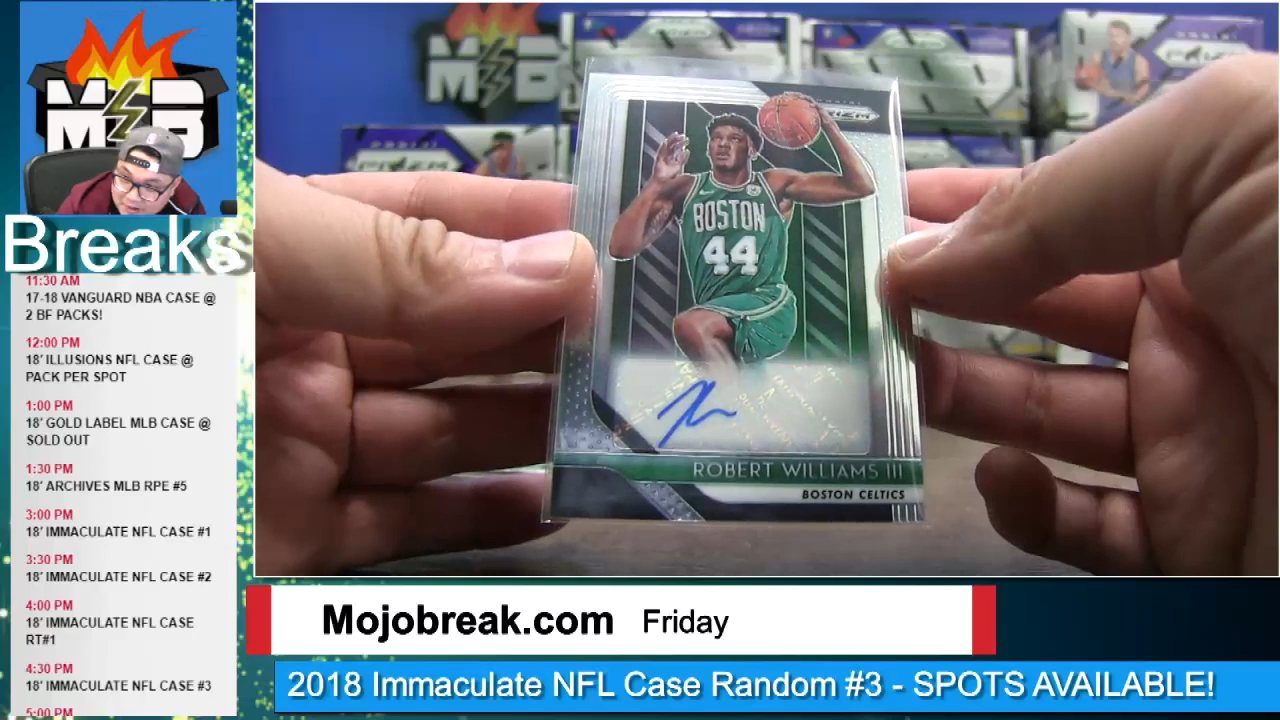 MSB
Breaks
11:30 AM
17-18 VANGUARD NBA CASE @
2 BF PACKS!
12:00 PM
18' ILLUSIONS NFL CASE @
PACK PER SPOT
1:00 PM
18' GOLD LABEL MLB CASE @
SOLD OUT
1:30 PM
18' ARCHIVES MLB RPE #5
3:00 PM
18' IMMACULATE NFL CASE #1
3:30 PM
18' IMMACULATE NFL CASE #2
4:00 PM
18' IMMACULATE NFL CASE
RT#1
4:30 PM
18' IMMACULATE NFL CASE #3
5:00 PM
BOSTON
44
ROBERT WILLIAMS III
BOSTON CELTICS
Mojobreak.com Friday
2018 Immaculate NFL Case Random #3 - SPOTS AVAILABLE!